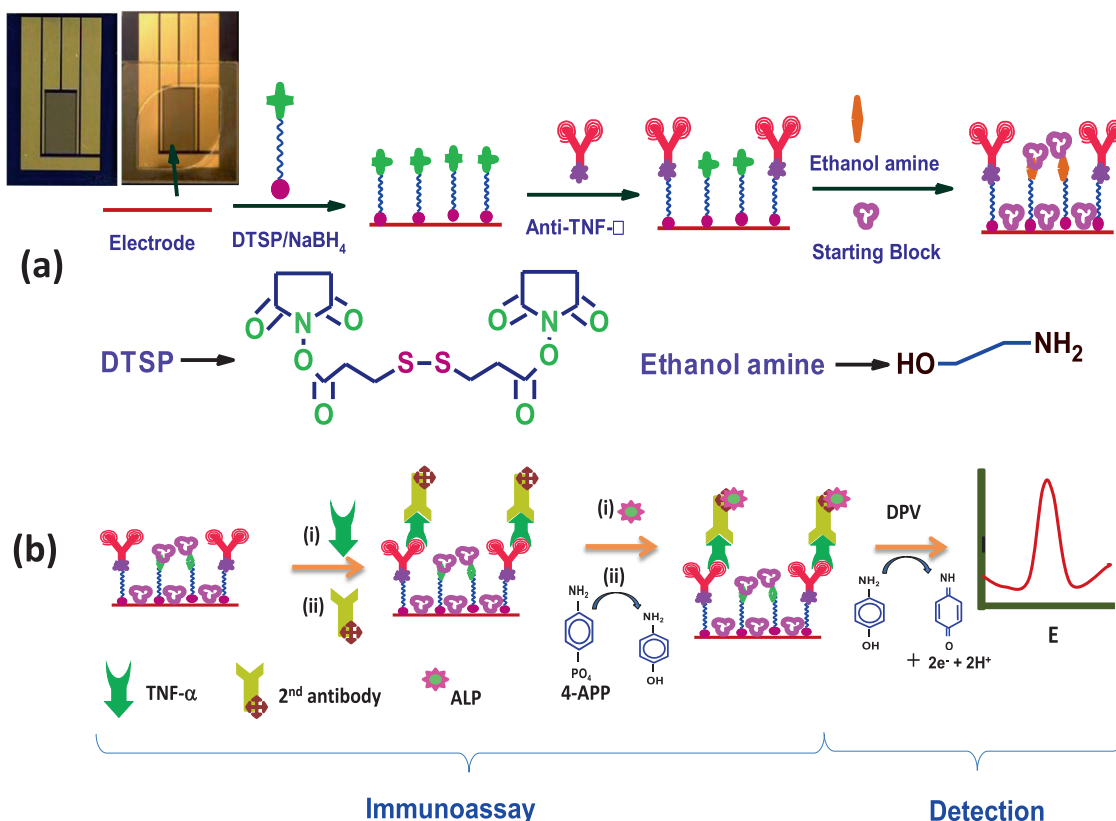 Electrode
DTSP/NaBH4
Anti-TNF-□
Ethanol amine
Starting Block
(a)
DTSP
O
N
O
O
O
S
S
O
O
N
O
O
Ethanol amine
HO
NH2
(b)
(i)
(ii)
(i)
(ii)
NH2
PO4
4-APP
NH2
OH
DPV
NH2
OH
NH
O
+ 2e- + 2H+
E
TNF-α
2nd antibody
ALP
Immunoassay
Detection